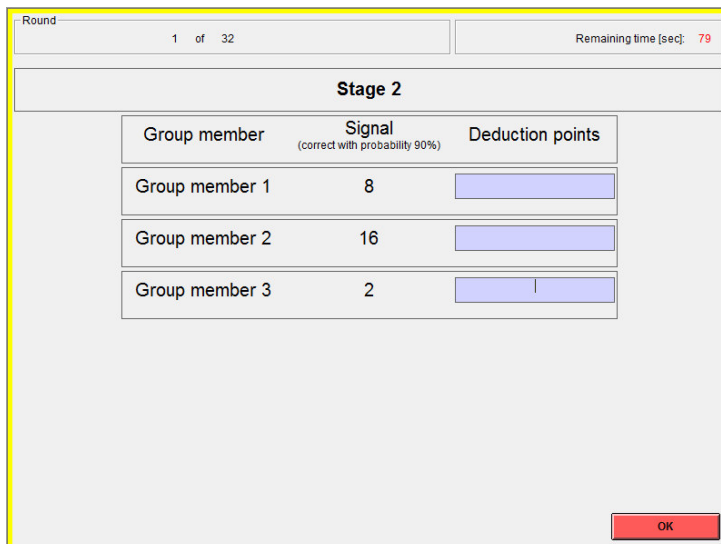 Round
1 of 32
Remaining time [sec]: 79
Stage 2
Group member Signal Deduction points
(correct with probability 90%)
Group member 1 8
Group member 2 16
Group member 3 2
OK